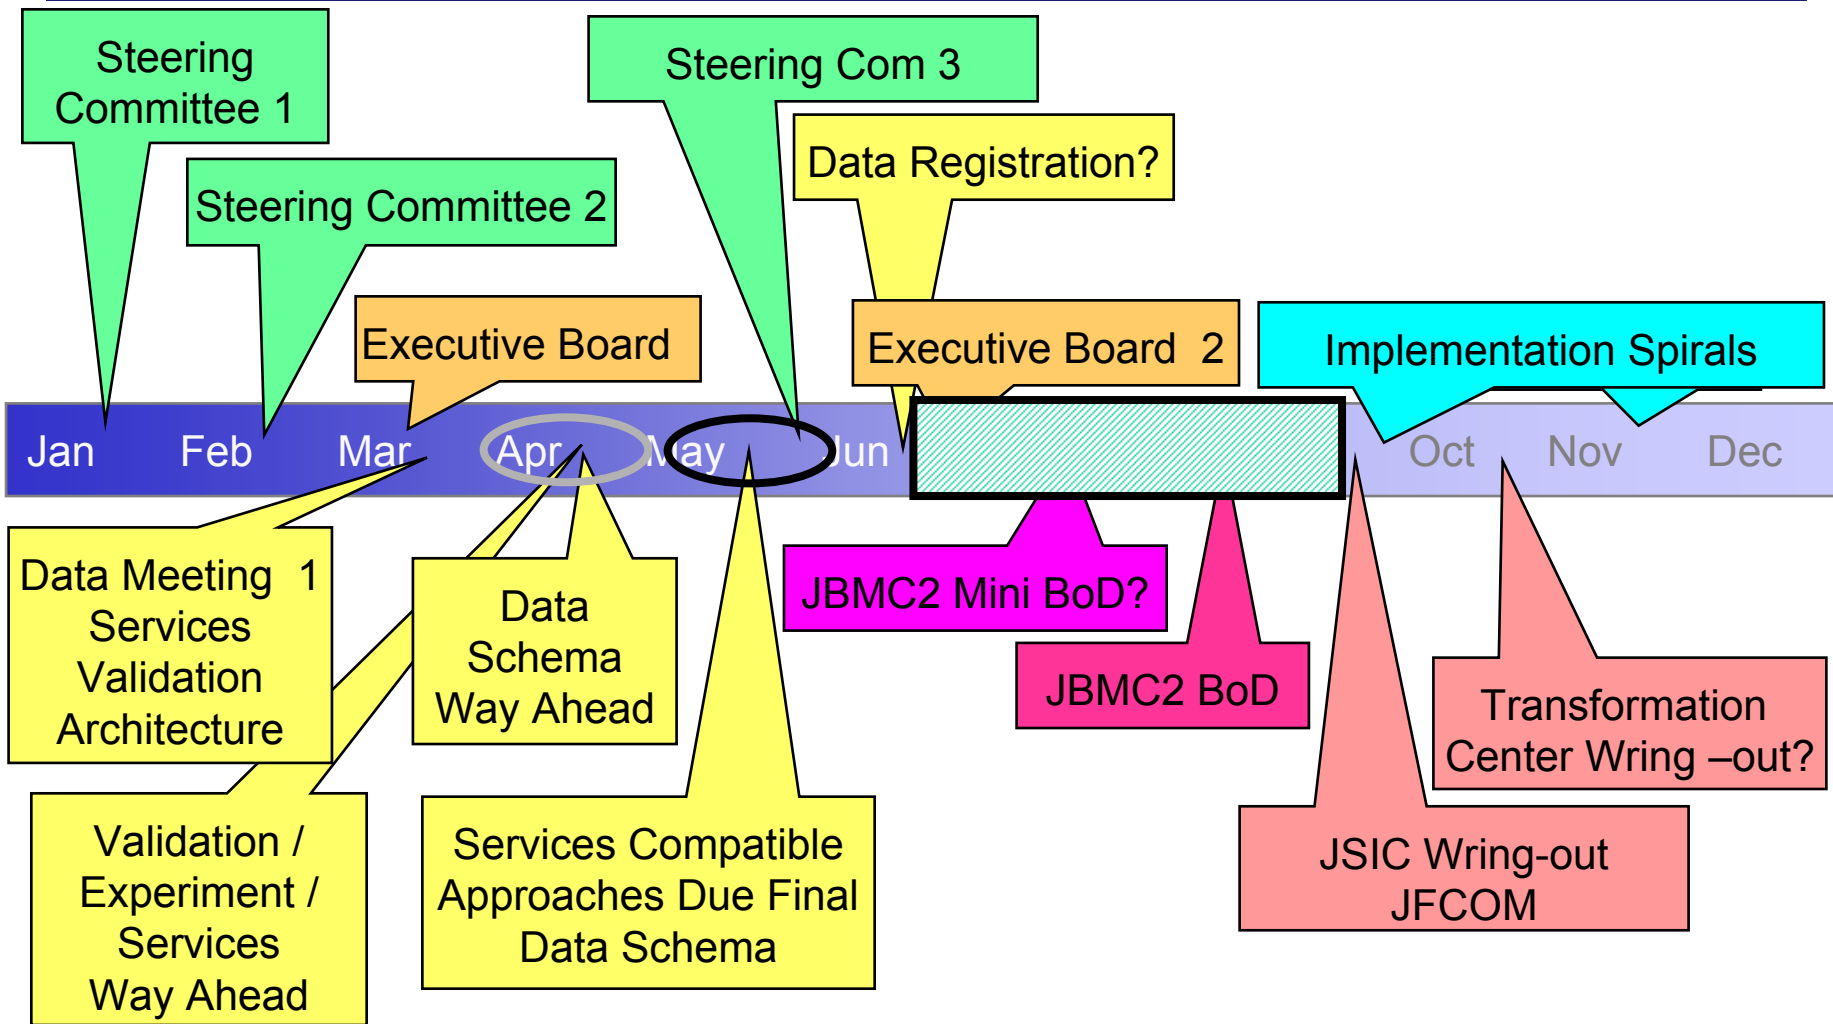 Steering
Committee 1
Steering Com 3
Data Registration?
Steering Committee 2
Executive Board
Executive Board 2
Implementation Spirals
Jan Feb Mar Apr May Jun Oct Nov Dec
Data Meeting 1
Services
Validation
Architecture
Data
Schema
Way Ahead
JBMC2 Mini BoD?
JBMC2 BoD
Transformation
Center Wring –out?
Validation /
Experiment /
Services
Way Ahead
Services Compatible
Approaches Due Final
Data Schema
JSIC Wring-out
JFCOM